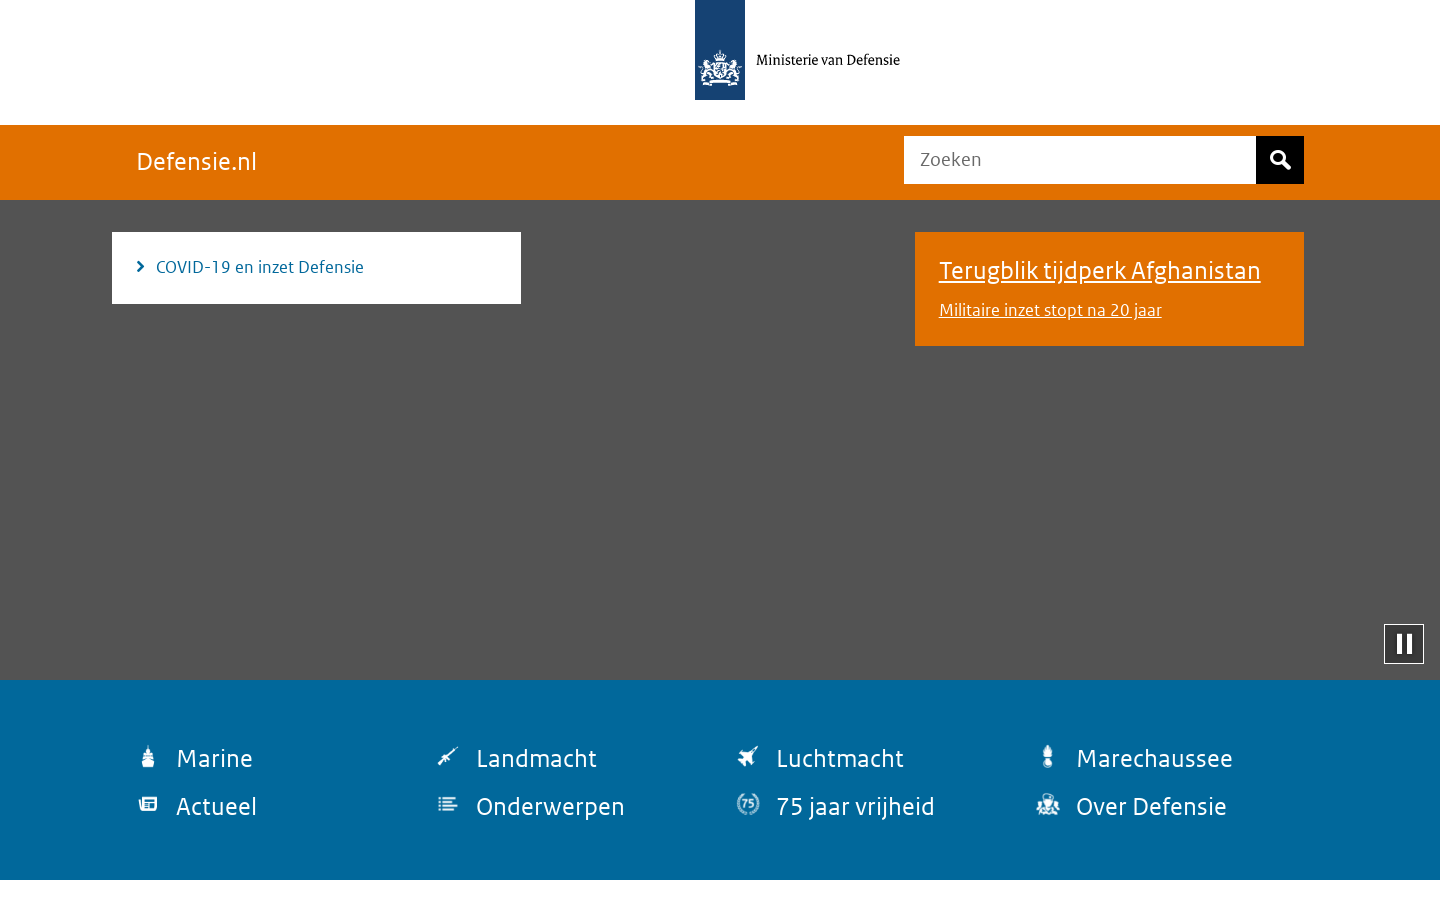 Ministerie van Defensie
Defensie.nl
Zoeken
COVID-19 en inzet Defensie
Terugblik tijdperk Afghanistan
Militaire inzet stopt na 20 jaar
Marine
Landmacht
Luchtmacht
Marechaussee
Actueel
Onderwerpen
75
75 jaar vrijheid
Over Defensie